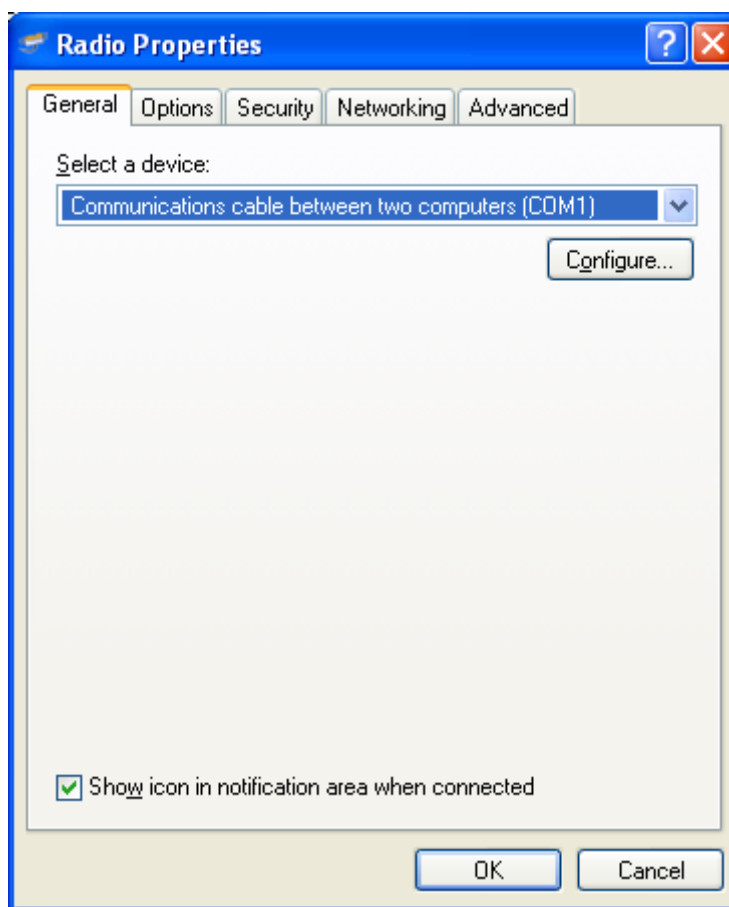 Radio Properties
General Options Security Networking Advanced
Select a device:
Communications cable between two computers (COM1)
Configure...
Show icon in notification area when connected
OK Cancel